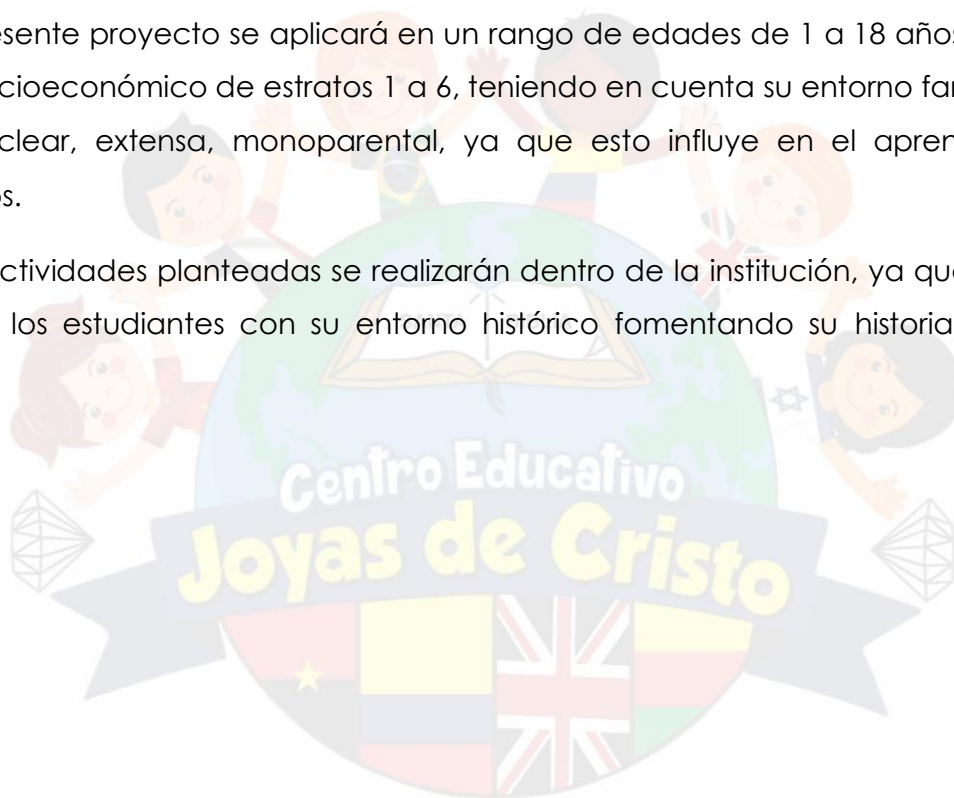 esente proyecto se aplicará en un rango de edades de 1 a 18 años
cioeconómico de estratos 1 a 6, teniendo en cuenta su entorno fa
clear, extensa, monoparental, ya que esto influye en el apren
os.
ctividades planteadas se realizarán dentro de la institución, ya qu
los estudiantes con su entorno histórico fomentando su historia
Centro Educativo
Joyas de Cristo